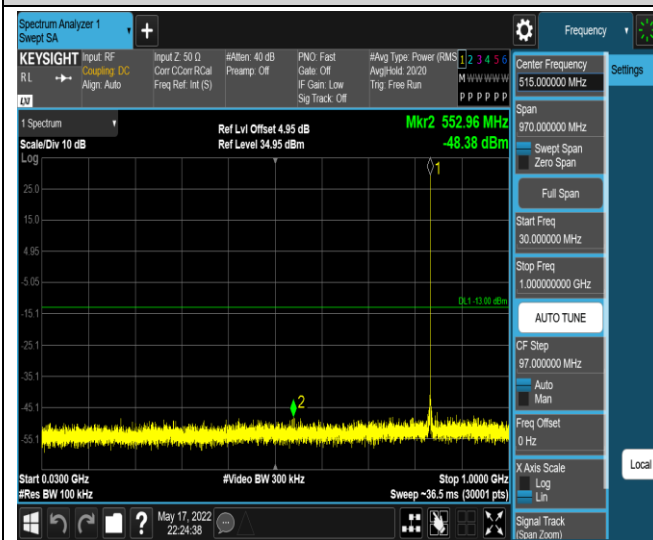 Spectrum Analyzer 1
Swept SA
+
Frequency
KEYSIGHT
RL
LXI
Input: RF
Coupling: DC
Align: Auto
Input Z: 50 Ω
Corr CCorr RCal
Freq Ref: Int (S)
#Atten: 40 dB
Preamp: Off
PNO: Fast
Gate: Off
IF Gain: Low
Sig Track: Off
#Avg Type: Power (RMS
Avg|Hold: 20/20
Trig: Free Run
1 2 3 4 5 6
M W W W W W
P P P P P P
Center Frequency
515.000000 MHz
Settings
Span
970.000000 MHz
Swept Span
Zero Span
Full Span
Start Freq
30.000000 MHz
Stop Freq
1.000000000 GHz
AUTO TUNE
CF Step
97.000000 MHz
Auto
Man
Freq Offset
0 Hz
X Axis Scale
Log
Lin
Local
Signal Track
(Span Zoom)
1 Spectrum
Scale/Div 10 dB
Log
Ref Lvl Offset 4.95 dB
Ref Level 34.95 dBm
Mkr2 552.96 MHz
-48.38 dBm
1
25.0
15.0
4.95
-5.05
DL1 -13.00 dBm
-15.1
-25.1
-35.1
-45.1
2
-55.1
Start 0.0300 GHz
#Res BW 100 kHz
#Video BW 300 kHz
Stop 1.0000 GHz
Sweep ~36.5 ms (30001 pts)
?
May 17, 2022
22:24:38